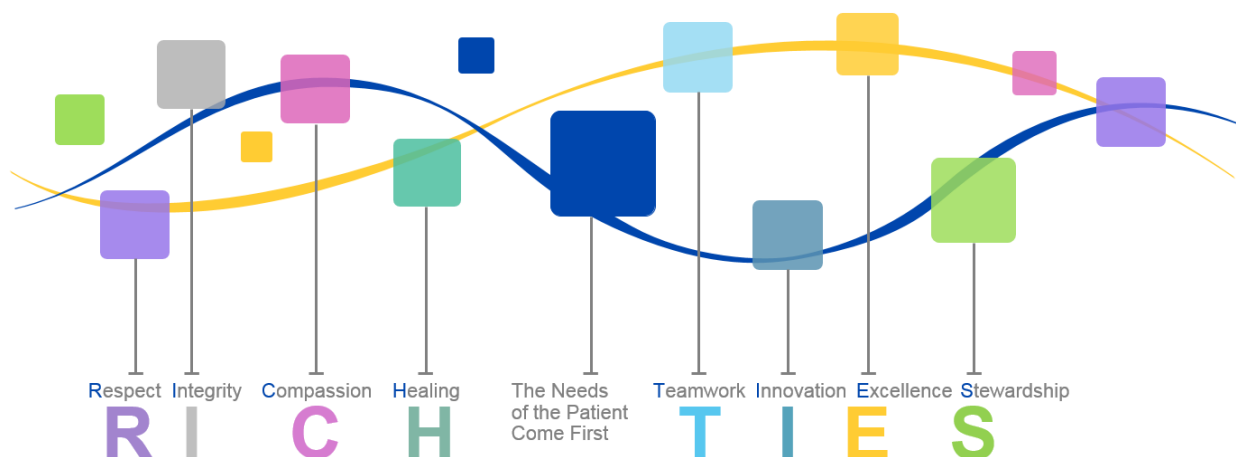 Respect Integrity Compassion Healing The Needs Teamwork Innovation Excellence Stewardship
of the Patient
Come First
R I C H T I E S